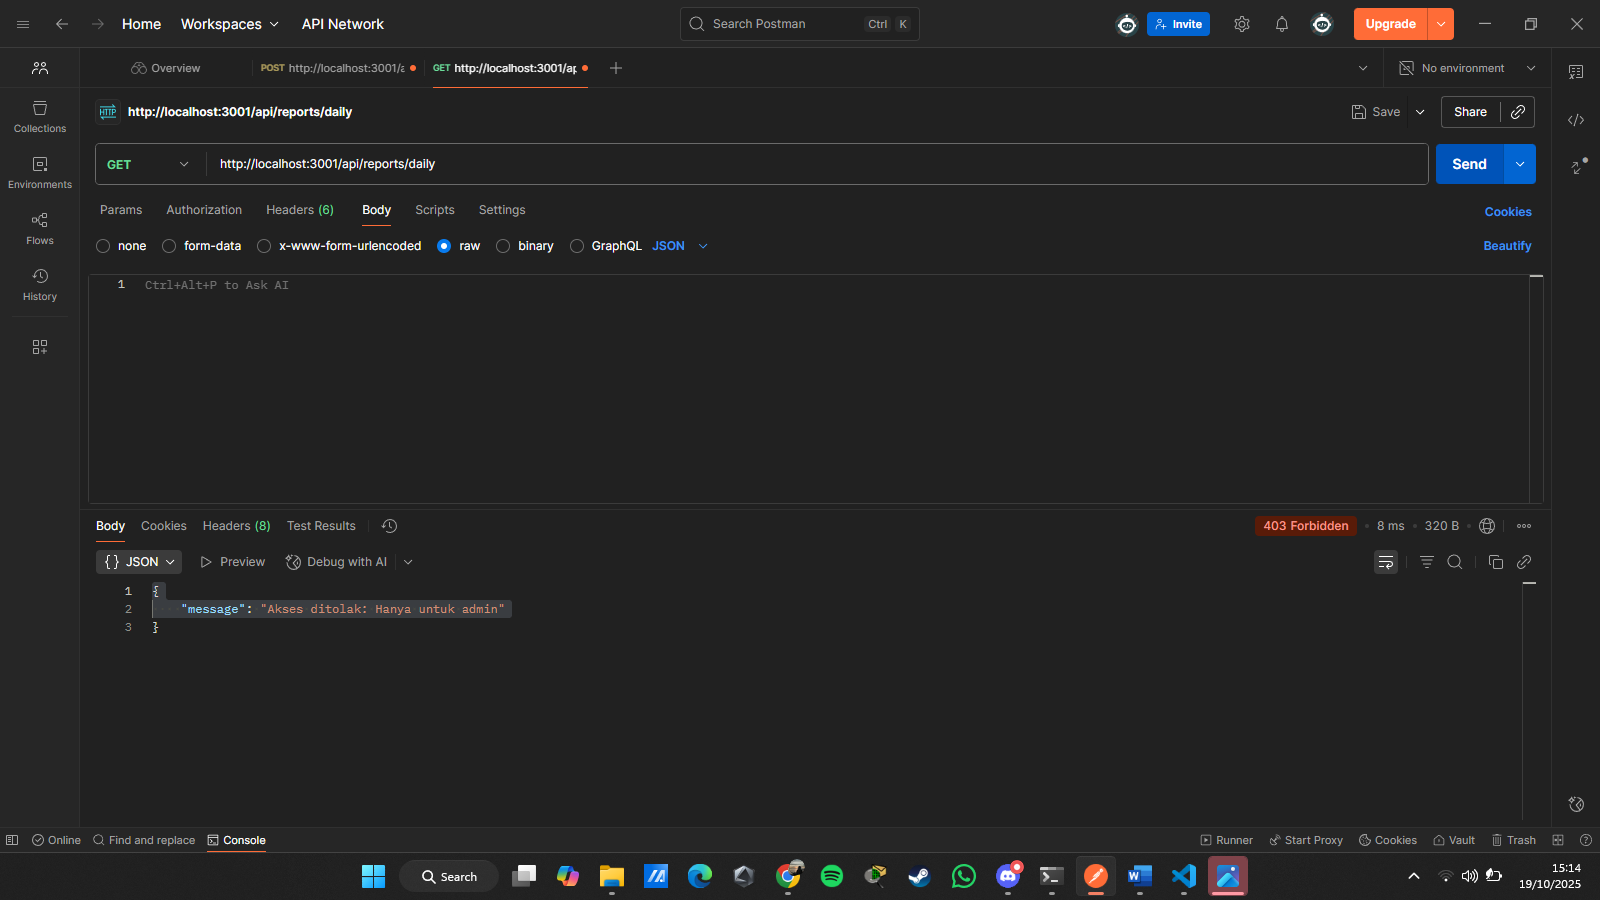 Home Workspaces API Network Search Postman Ctrl K Invite Upgrade
Overview POST http://localhost:3001/a GET http://localhost:3001/ap No environment
HTTP http://localhost:3001/api/reports/daily Save Share
GET http://localhost:3001/api/reports/daily Send
Collections
Environments
Flows
History
Params Authorization Headers (6) Body Scripts Settings Cookies
none form-data x-www-form-urlencoded raw binary GraphQL JSON Beautify
1 Ctrl+Alt+P to Ask AI
Body Cookies Headers (8) Test Results 403 Forbidden • 8 ms • 320 B •
{ } JSON Preview Debug with AI
1 {
2 "message": "Akses ditolak: Hanya untuk admin"
3 }
Online Find and replace Console Runner Start Proxy Cookies Vault Trash
Search 15:14
19/10/2025